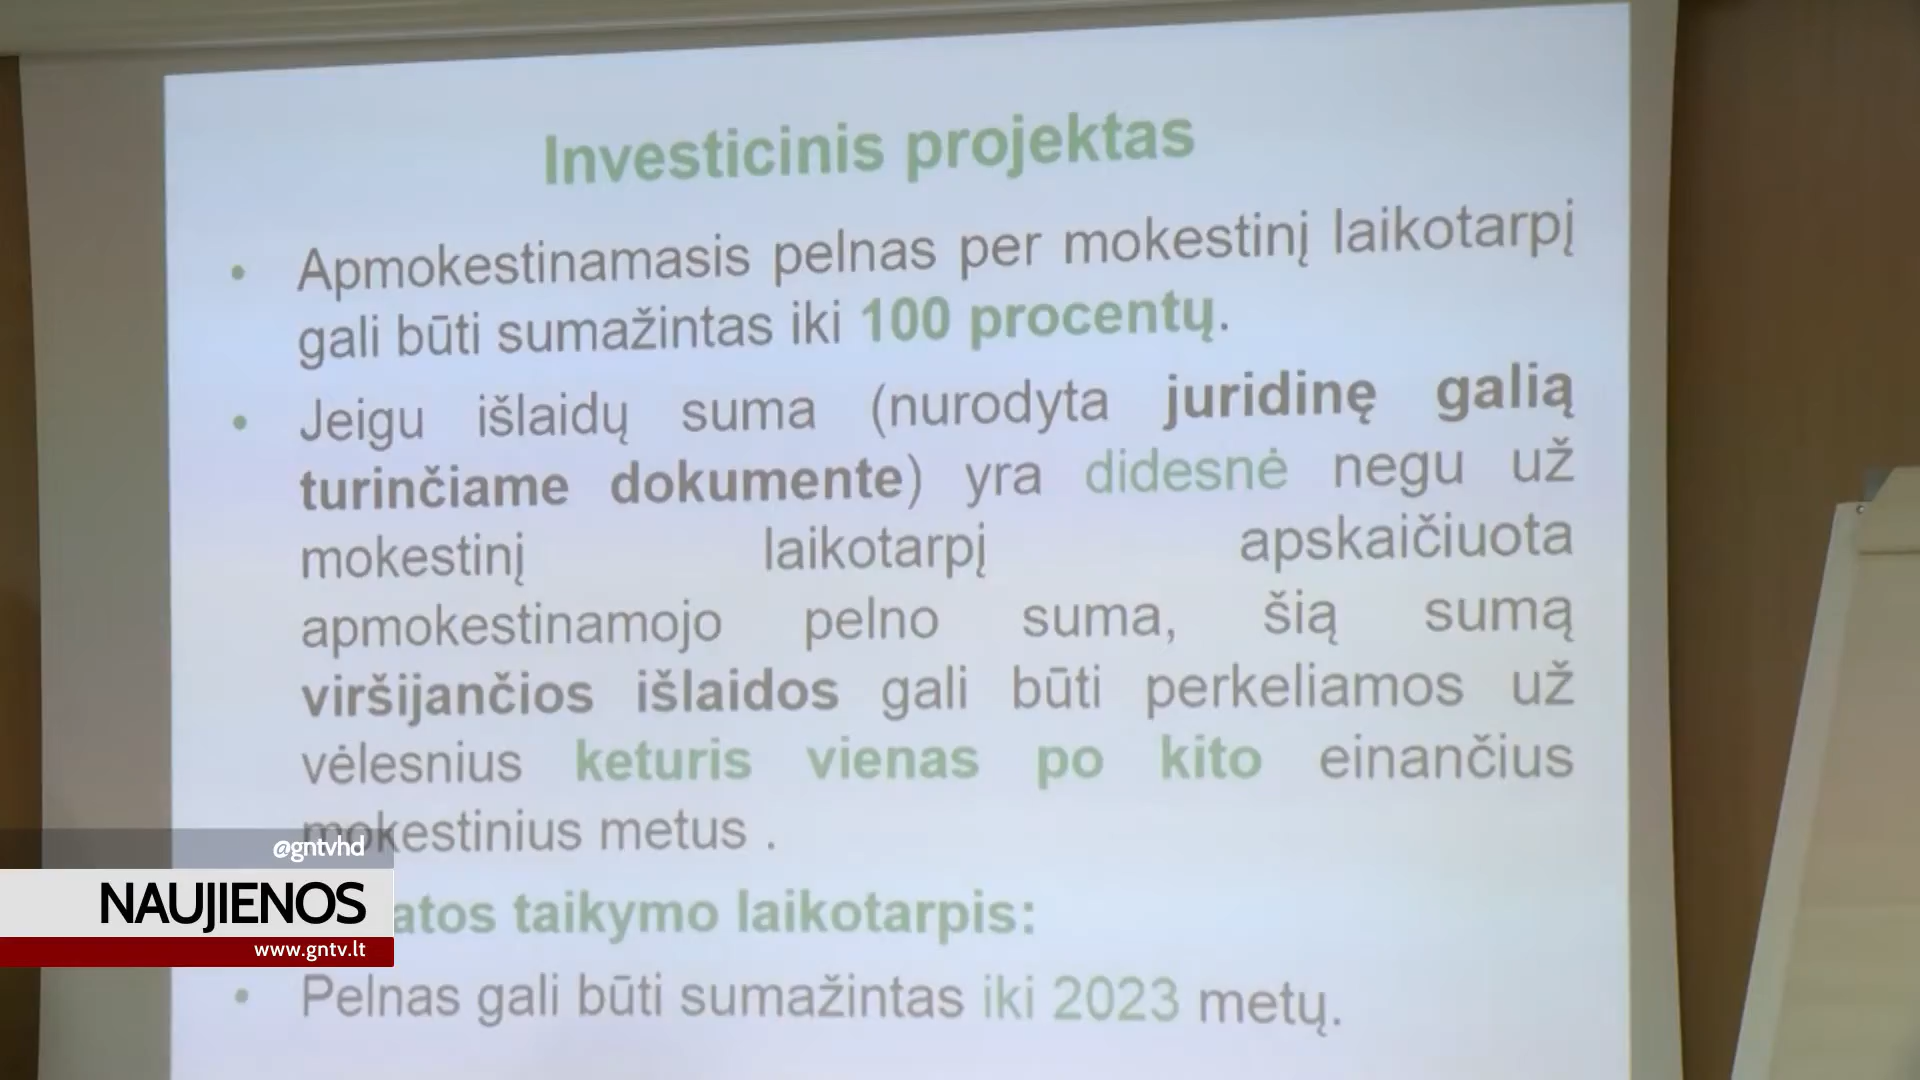 Investicinis projektas
• Apmokestinamasis pelnas per mokestinį laikotarpį
gali būti sumažintas iki 100 procentų.
• Jeigu išlaidų suma (nurodyta juridinę galią
turinčiame dokumente) yra didesnė negu už
mokestinį laikotarpį apskaičiuota
apmokestinamojo pelno suma, šią sumą
viršijančios išlaidos gali būti perkeliamos už
vėlesnius keturis vienas po kito einančius
mokestinius metus .
@gntvhd
NAUJIENOS
www.gntv.lt
taikymo laikotarpis:
• Pelnas gali būti sumažintas iki 2023 metų.